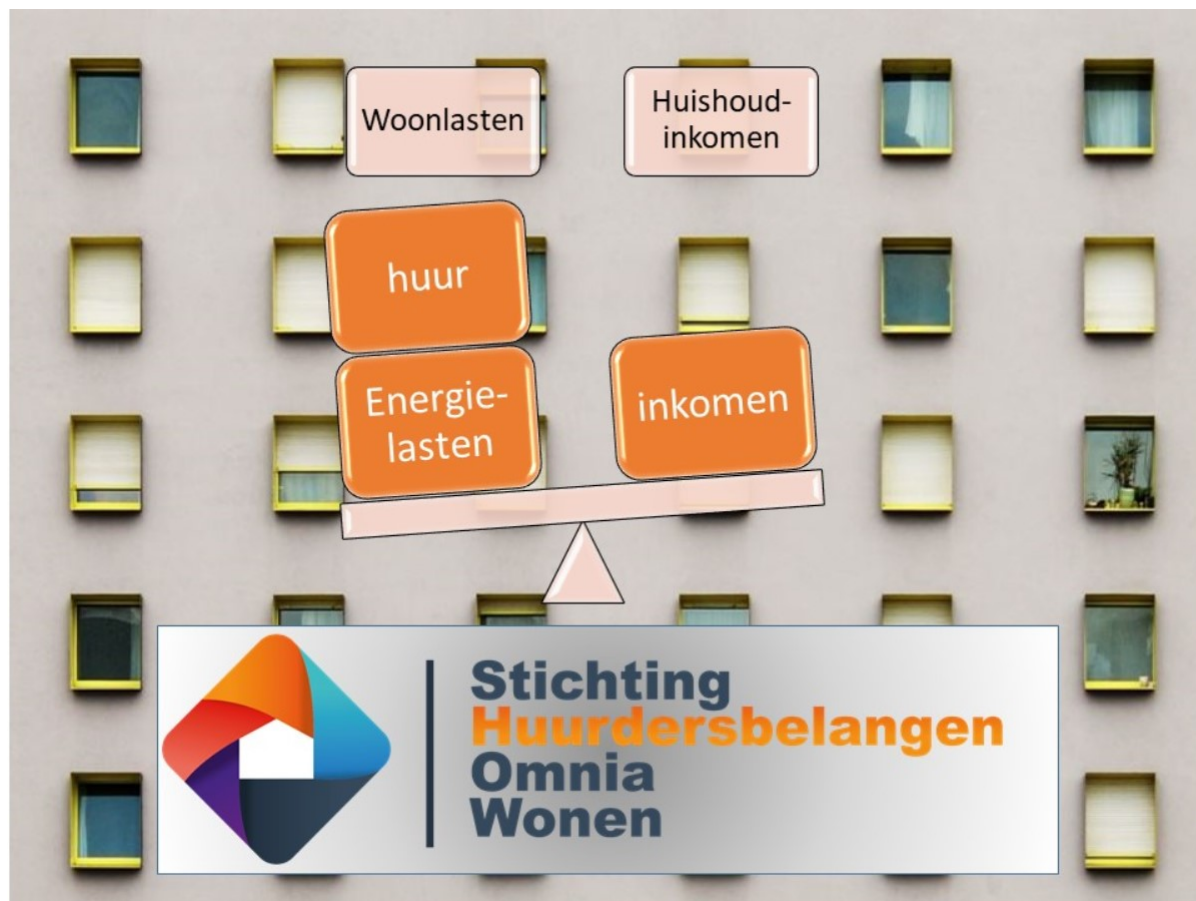 Woonlasten
Huishoud-
inkomen
huur
Energie-
lasten
inkomen
Stichting
Huurdersbelangen
Omnia
Wonen